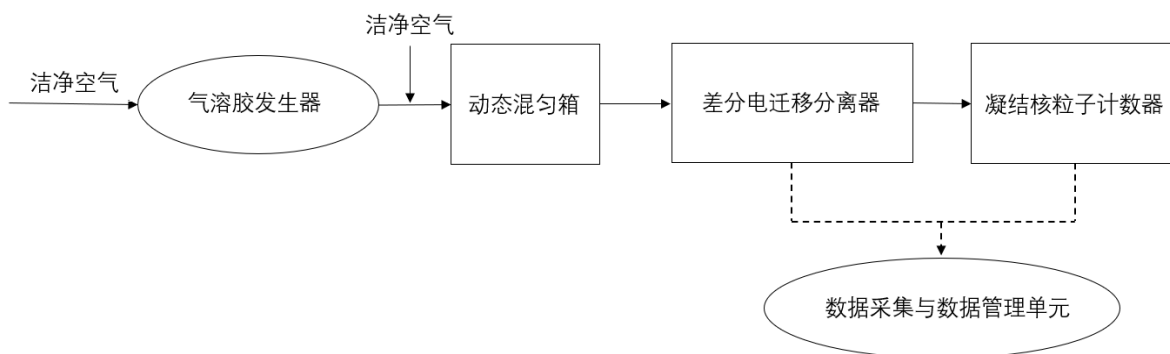 洁净空气
洁净空气
气溶胶发生器
动态混匀箱
差分电迁移分离器
凝结核粒子计数器
数据采集与数据管理单元